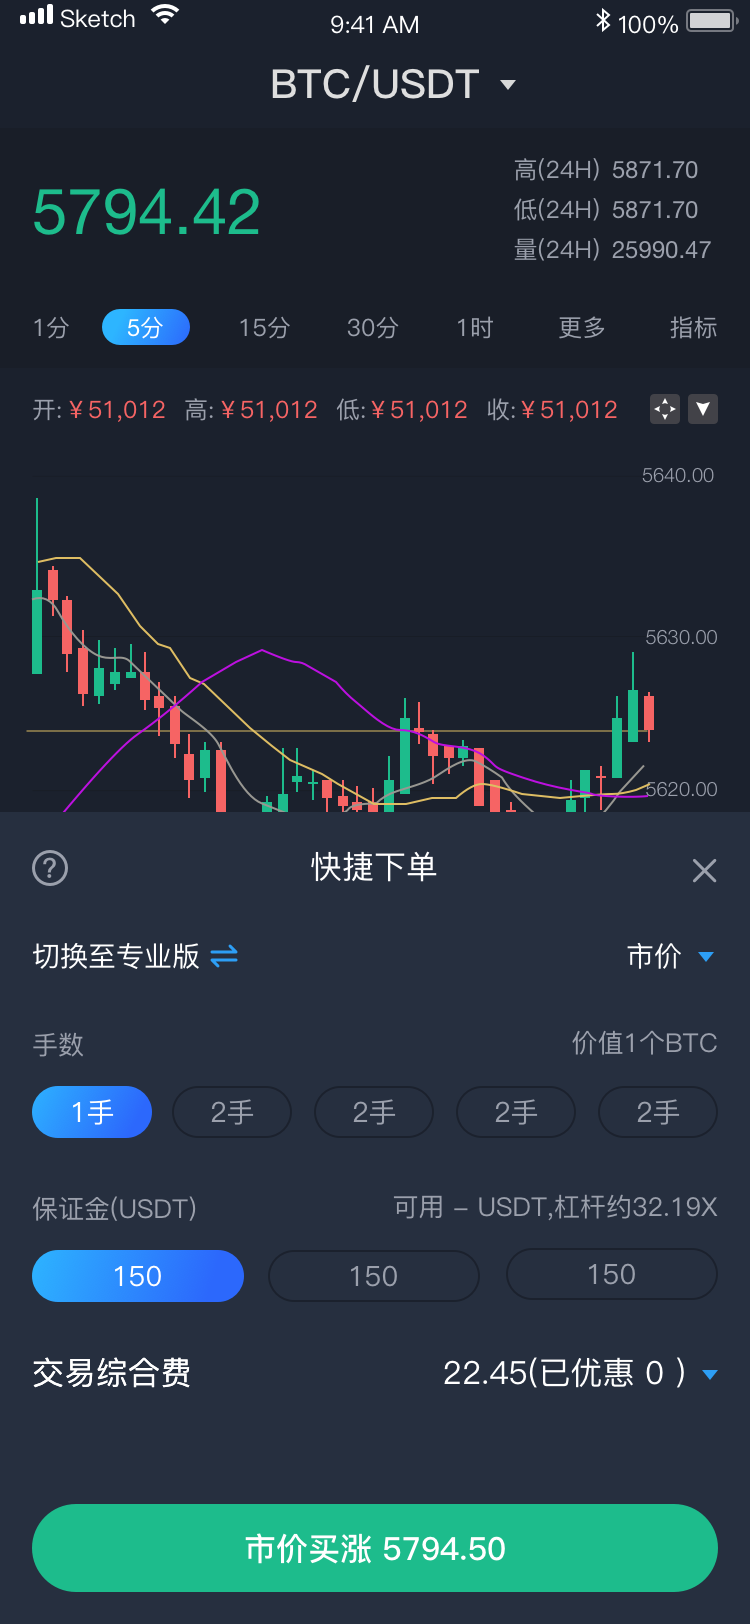 Sketch 9:41 AM 100%
BTC/USDT
5794.42
高(24H) 5871.70
低(24H) 5871.70
量(24H) 25990.47
1分 5分 15分 30分 1时 更多 指标
开:￥51,012 高:￥51,012 低:￥51,012 收:￥51,012
5640.00
5630.00
5620.00
? 快捷下单
切换至专业版 市价
手数 价值1个BTC
1手 2手 2手 2手 2手
保证金(USDT) 可用 – USDT,杠杆约32.19X
150 150 150
交易综合费 22.45(已优惠 0 )
市价买涨 5794.50